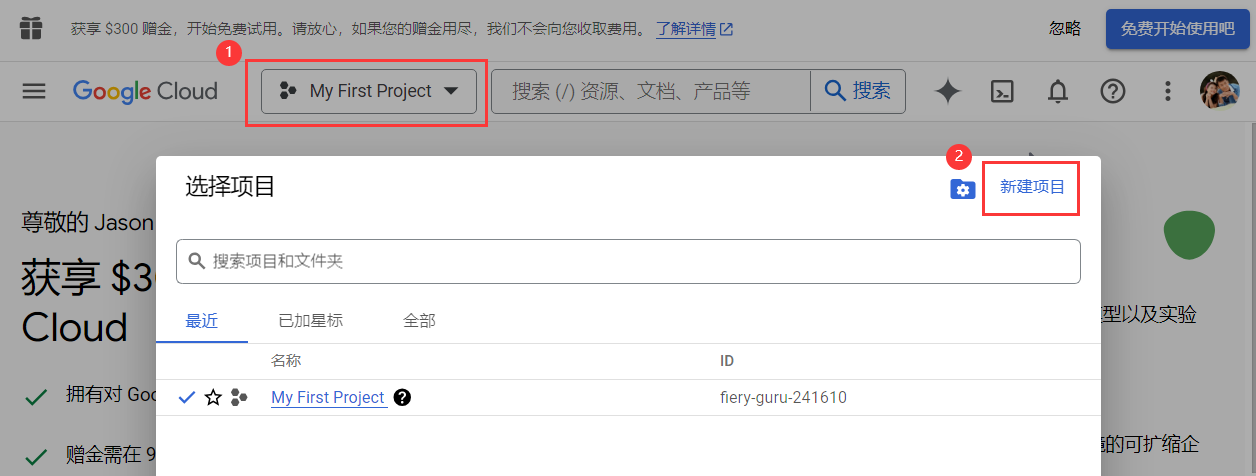 获享 $300 赠金，开始免费试用。请放心，如果您的赠金用尽，我们不会向您收取费用。 了解详情
忽略
免费开始使用吧
1
Google Cloud
My First Project
搜索 (/) 资源、文档、产品等
搜索
2
选择项目
新建项目
尊敬的 Jason
搜索项目和文件夹
获享 $3
Cloud
型以及实验
最近
已加星标
全部
名称
ID
拥有对 Goo
My First Project
fiery-guru-241610
赠金需在 9
的可扩缩企